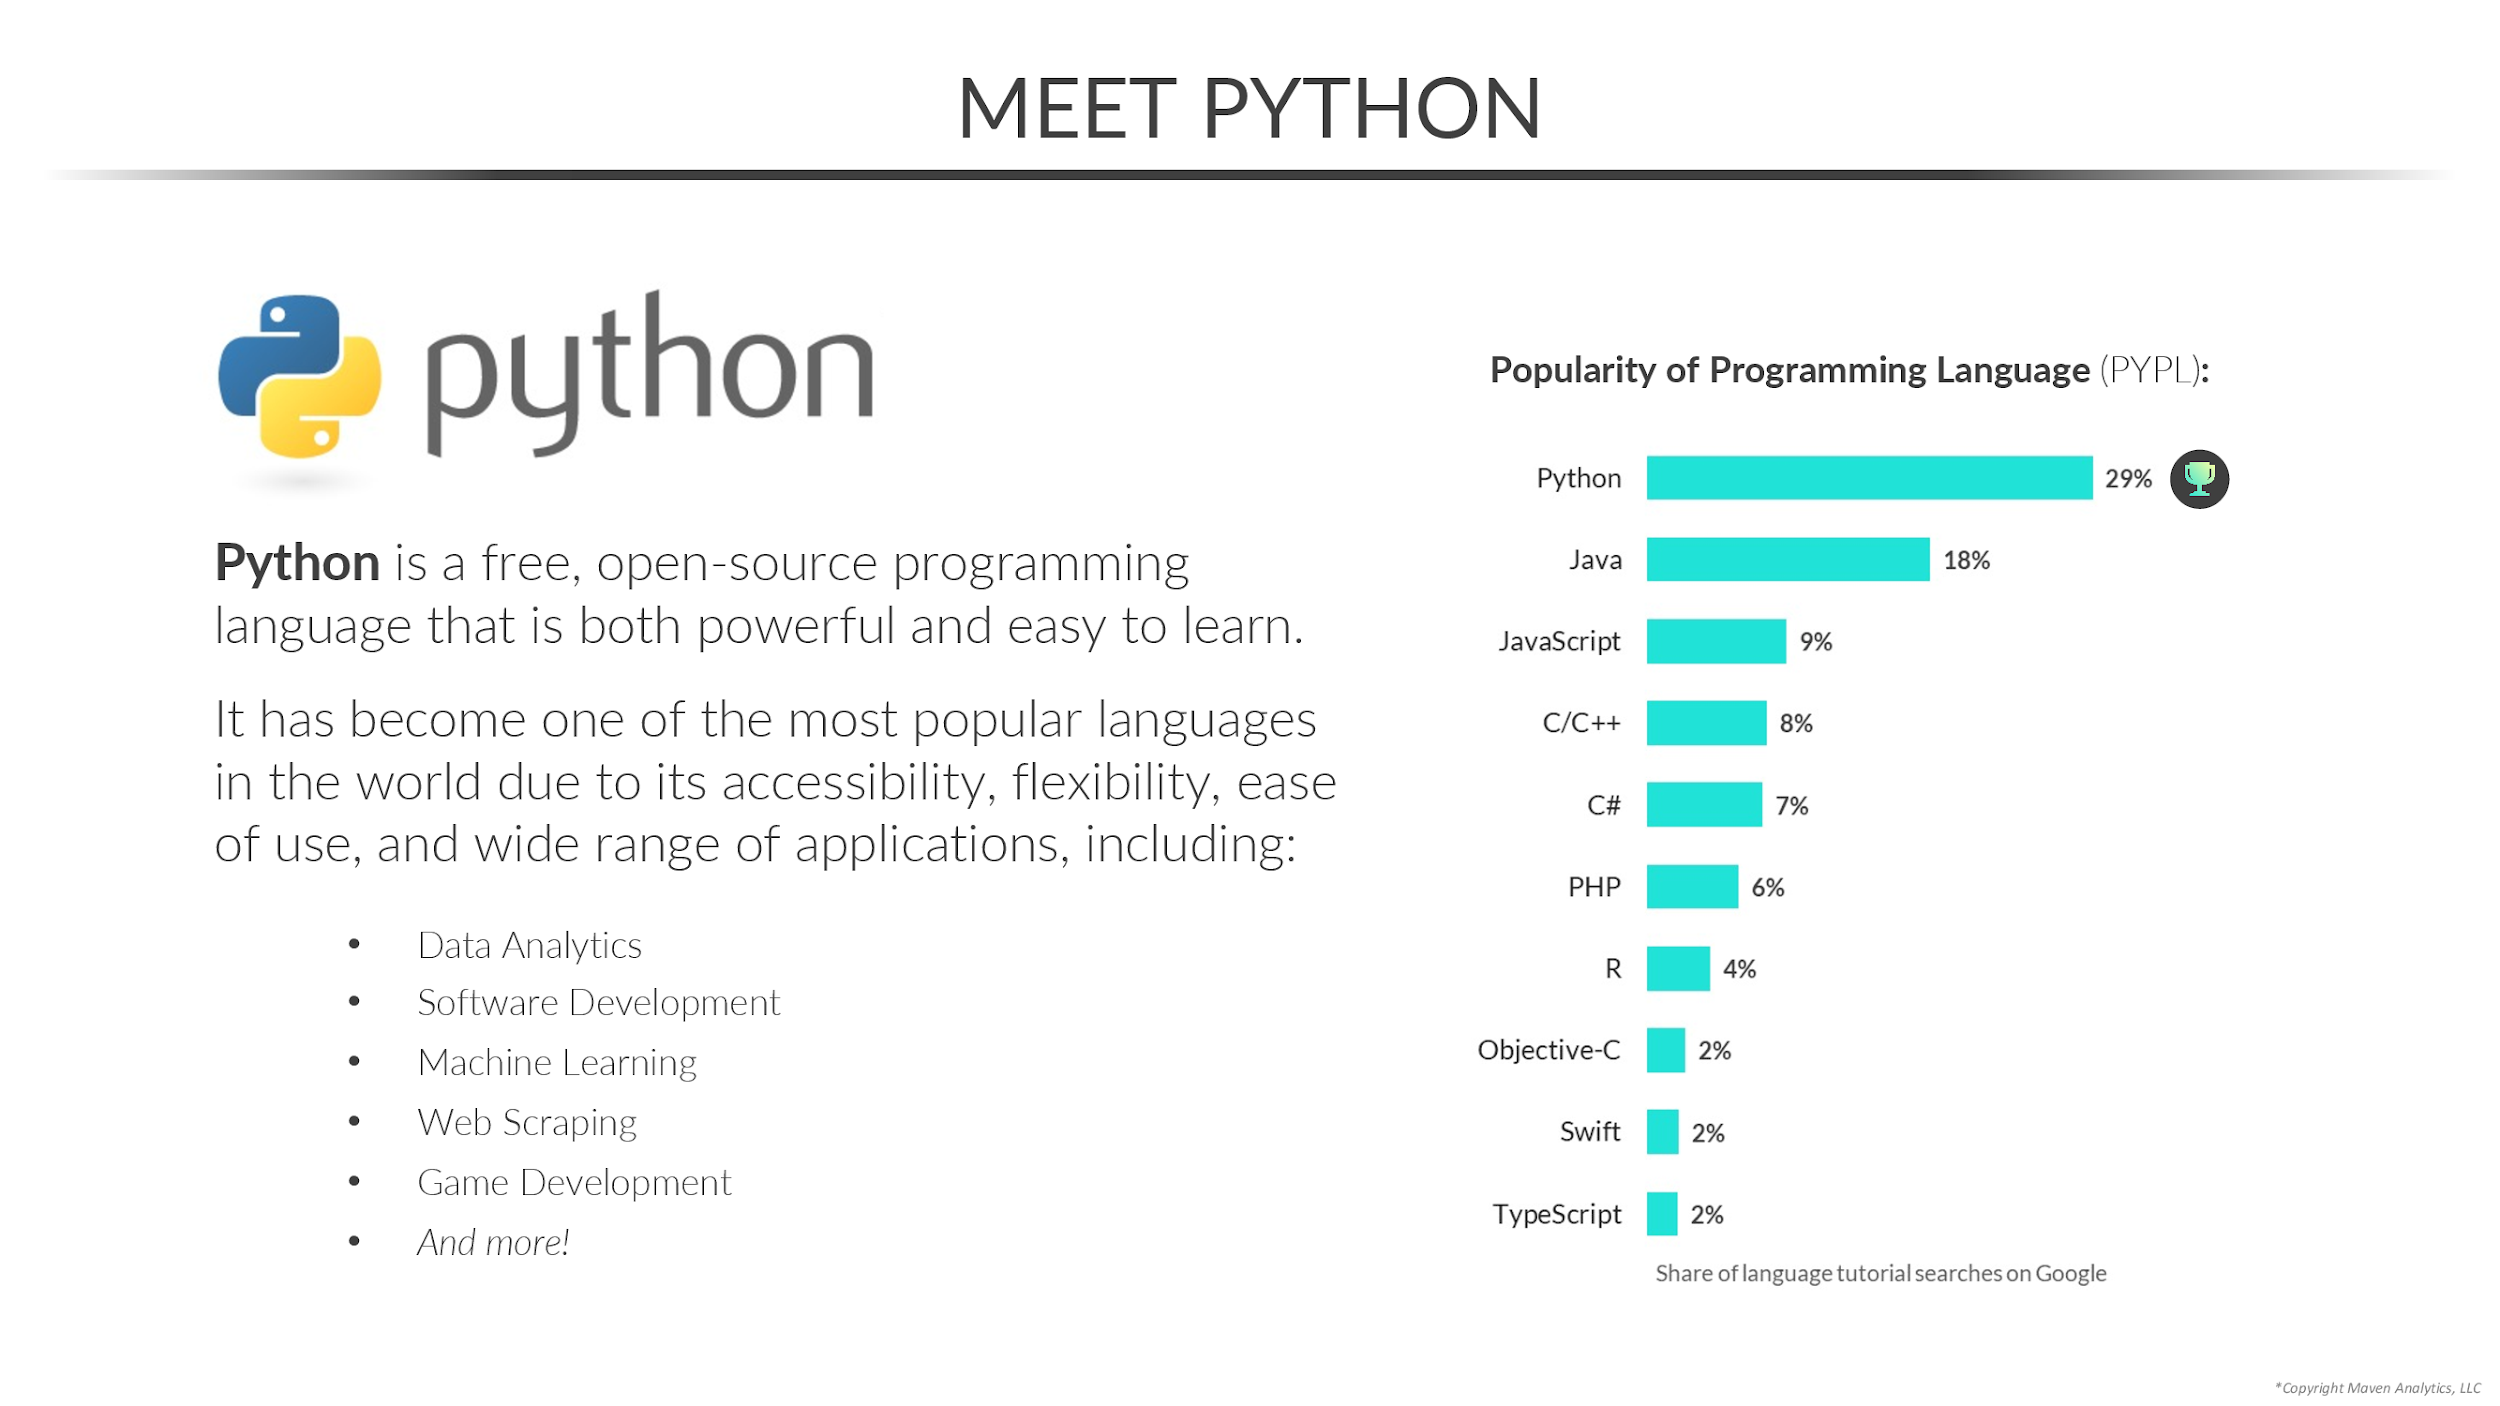 MEET PYTHON
python
Python is a free, open-source programming
language that is both powerful and easy to learn.
It has become one of the most popular languages
in the world due to its accessibility, flexibility, ease
of use, and wide range of applications, including:
• Data Analytics
• Software Development
• Machine Learning
• Web Scraping
• Game Development
• And more!
Popularity of Programming Language (PYPL):
Python 29%
Java 18%
JavaScript 9%
C/C++ 8%
C# 7%
PHP 6%
R 4%
Objective-C 2%
Swift 2%
TypeScript 2%
Share of language tutorial searches on Google
*Copyright Maven Analytics, LLC